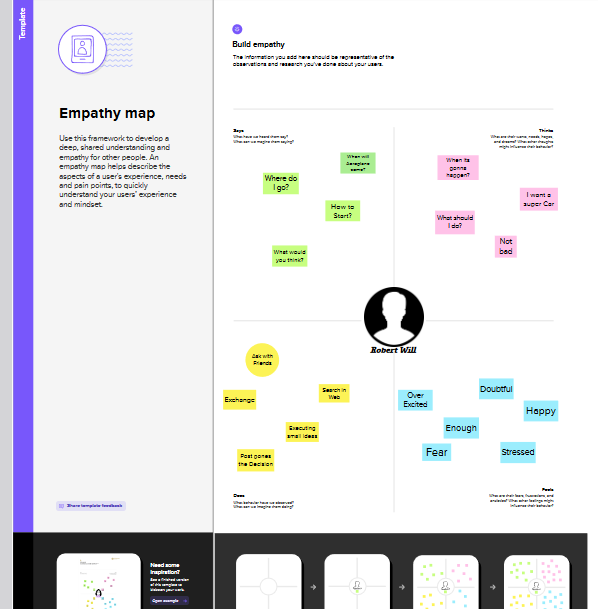 Template
Empathy map
Use this framework to develop a
deep, shared understanding and
empathy for other people. An
empathy map helps describe the
aspects of a user's experience, needs
and pain points, to quickly
understand your users' experience
and mindset.
Share template feedback
Build empathy
The information you add here should be representative of the
observations and research you've done about your users.
Says
What have we heard them say?
What can we imagine them saying?
Thinks
What are their wants, needs, hopes,
and dreams? What other thoughts
might influence their behavior?
When will
came?
Where do
I go?
How to
Start?
What would
you think?
When its
gonna
happen?
I want a
super Car
What should
I do?
Not
bad
Robert Will
Ask with
Friends
Exchange
Search in
Web
Executing
small ideas
Post pones
the Decision
Over
Excited
Doubtful
Happy
Enough
Fear
Stressed
Does
What behavior have we observed?
What can we imagine them doing?
Feels
What are their fears, frustrations, and
anxieties? What other feelings might
influence their behavior?
Need some
inspiration?
See a finished version
of this template to
kickstart your work.
Open example